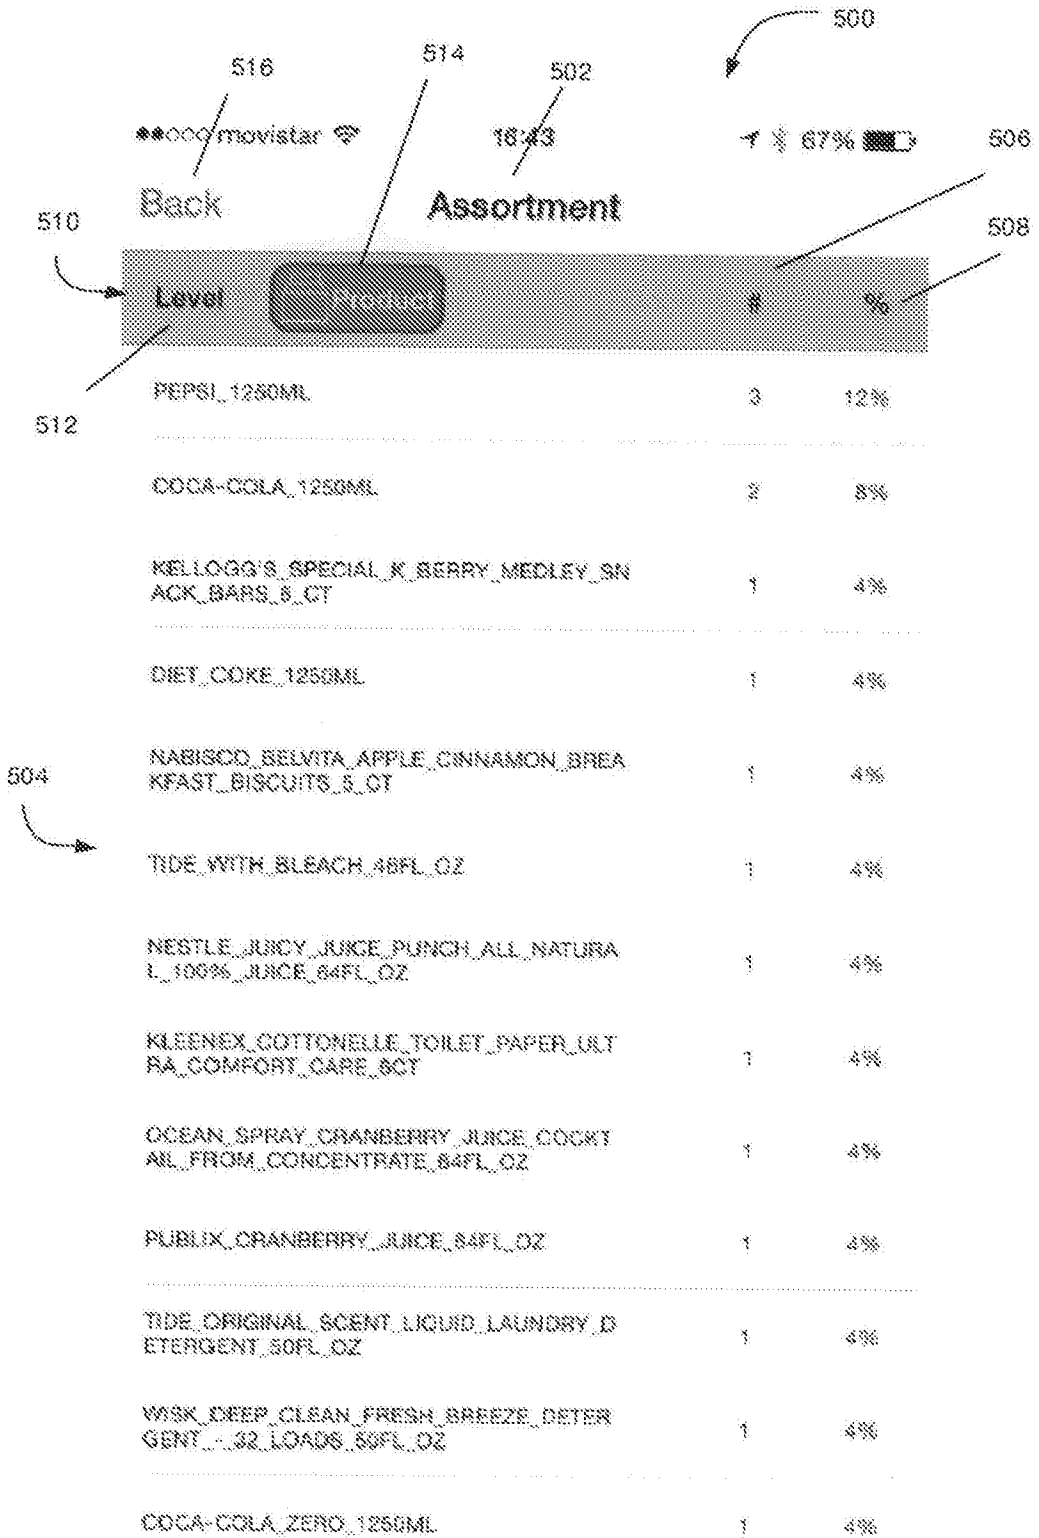 500
516
514
502
movistar
16:43
67%
506
Back
Assortment
510
508
Level
Product
#
%
512
PEPSI_1250ML 3 12%
COCA-COLA_1250ML 2 8%
KELLOGG'S_SPECIAL_K_BERRY_MEDLEY_SN
ACK_BARS_5_CT 1 4%
DIET_COKE_1250ML 1 4%
504
NABISCO_BELVITA_APPLE_CINNAMON_BREA
KFAST_BISCUITS_5_CT 1 4%
TIDE_WITH_BLEACH_46FL_OZ 1 4%
NESTLE_JUICY_JUICE_PUNCH_ALL_NATURA
L_100%_JUICE_64FL_OZ 1 4%
KLEENEX_COTTONELLE_TOILET_PAPER_ULT
RA_COMFORT_CARE_6CT 1 4%
OCEAN_SPRAY_CRANBERRY_JUICE_COCKT
AIL_FROM_CONCENTRATE_64FL_OZ 1 4%
PUBLIX_CRANBERRY_JUICE_64FL_OZ 1 4%
TIDE_ORIGINAL_SCENT_LIQUID_LAUNDRY_D
ETERGENT_50FL_OZ 1 4%
WISK_DEEP_CLEAN_FRESH_BREEZE_DETER
GENT_-_32_LOADS_50FL_OZ 1 4%
COCA-COLA_ZERO_1250ML 1 4%